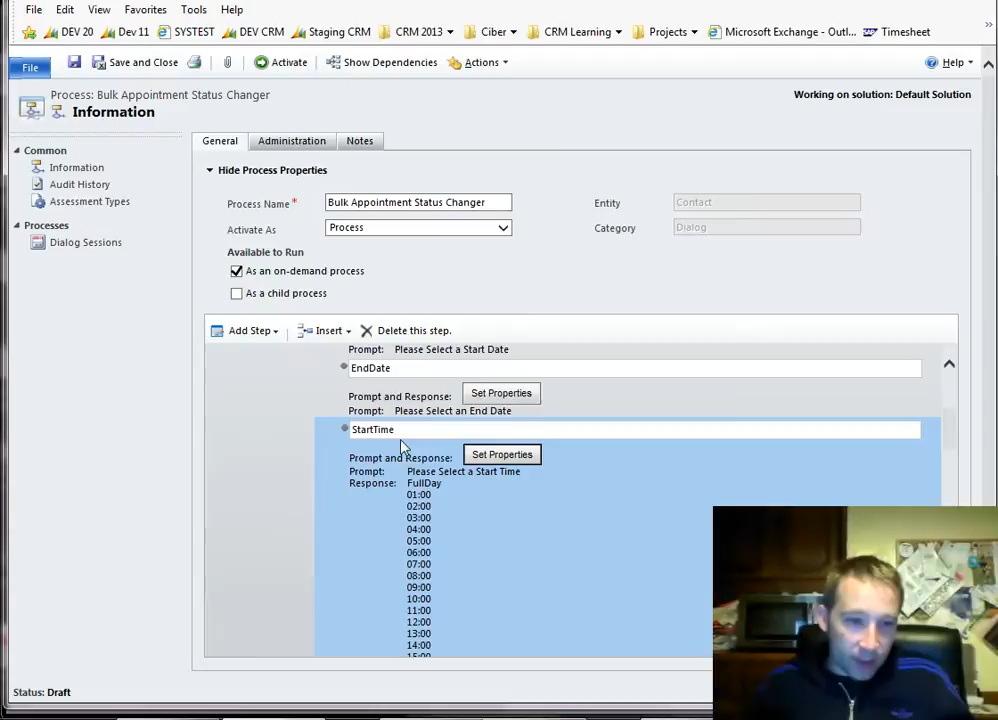 File Edit View Favorites Tools Help
DEV 20 Dev 11 SYSTEST DEV CRM Staging CRM CRM 2013 Ciber CRM Learning Projects Microsoft Exchange - Outl... Timesheet
File Save and Close Activate Show Dependencies Actions Help
Process: Bulk Appointment Status Changer
Information
Working on solution: Default Solution
Common
Information
Audit History
Assessment Types
Processes
Dialog Sessions
General Administration Notes
Hide Process Properties
Process Name* Bulk Appointment Status Changer Entity Contact
Activate As Process Category Dialog
Available to Run
As an on-demand process
As a child process
Add Step Insert Delete this step.
Prompt: Please Select a Start Date
EndDate
Prompt and Response: Set Properties
Prompt: Please Select an End Date
StartTime
Prompt and Response: Set Properties
Prompt: Please Select a Start Time
Response: FullDay
01:00
02:00
03:00
04:00
05:00
06:00
07:00
08:00
09:00
10:00
11:00
12:00
13:00
14:00
15:00
Status: Draft